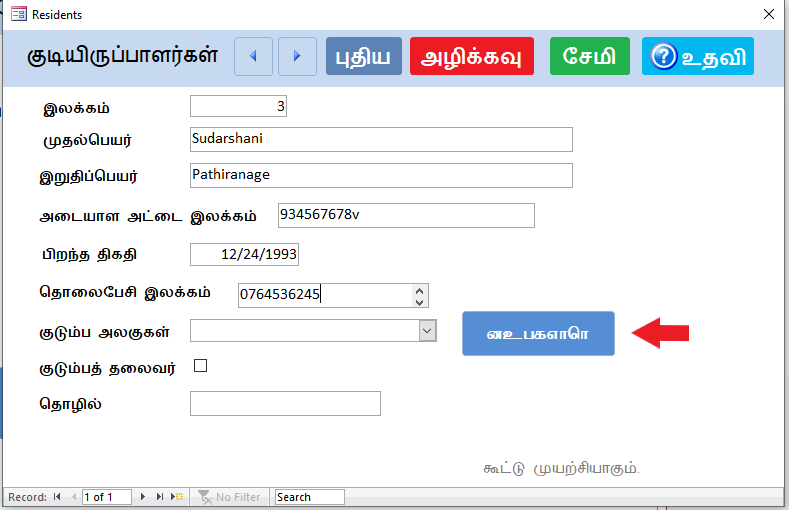 Residents
குடியிருப்பாளர்கள் புதிய அழிக்கவு சேமி உதவி
இலக்கம் 3
முதல்பெயர் Sudarshani
இறுதிப்பெயர் Pathiranage
அடையாள அட்டை இலக்கம் 934567678v
பிறந்த திகதி 12/24/1993
தொலைபேசி இலக்கம் 0764536245
குடும்ப அலகுகள்
குடும்பத் தலைவர்
தொழில்
கூட்டு முயற்சியாகும்.
Record: 1 of 1 No Filter Search